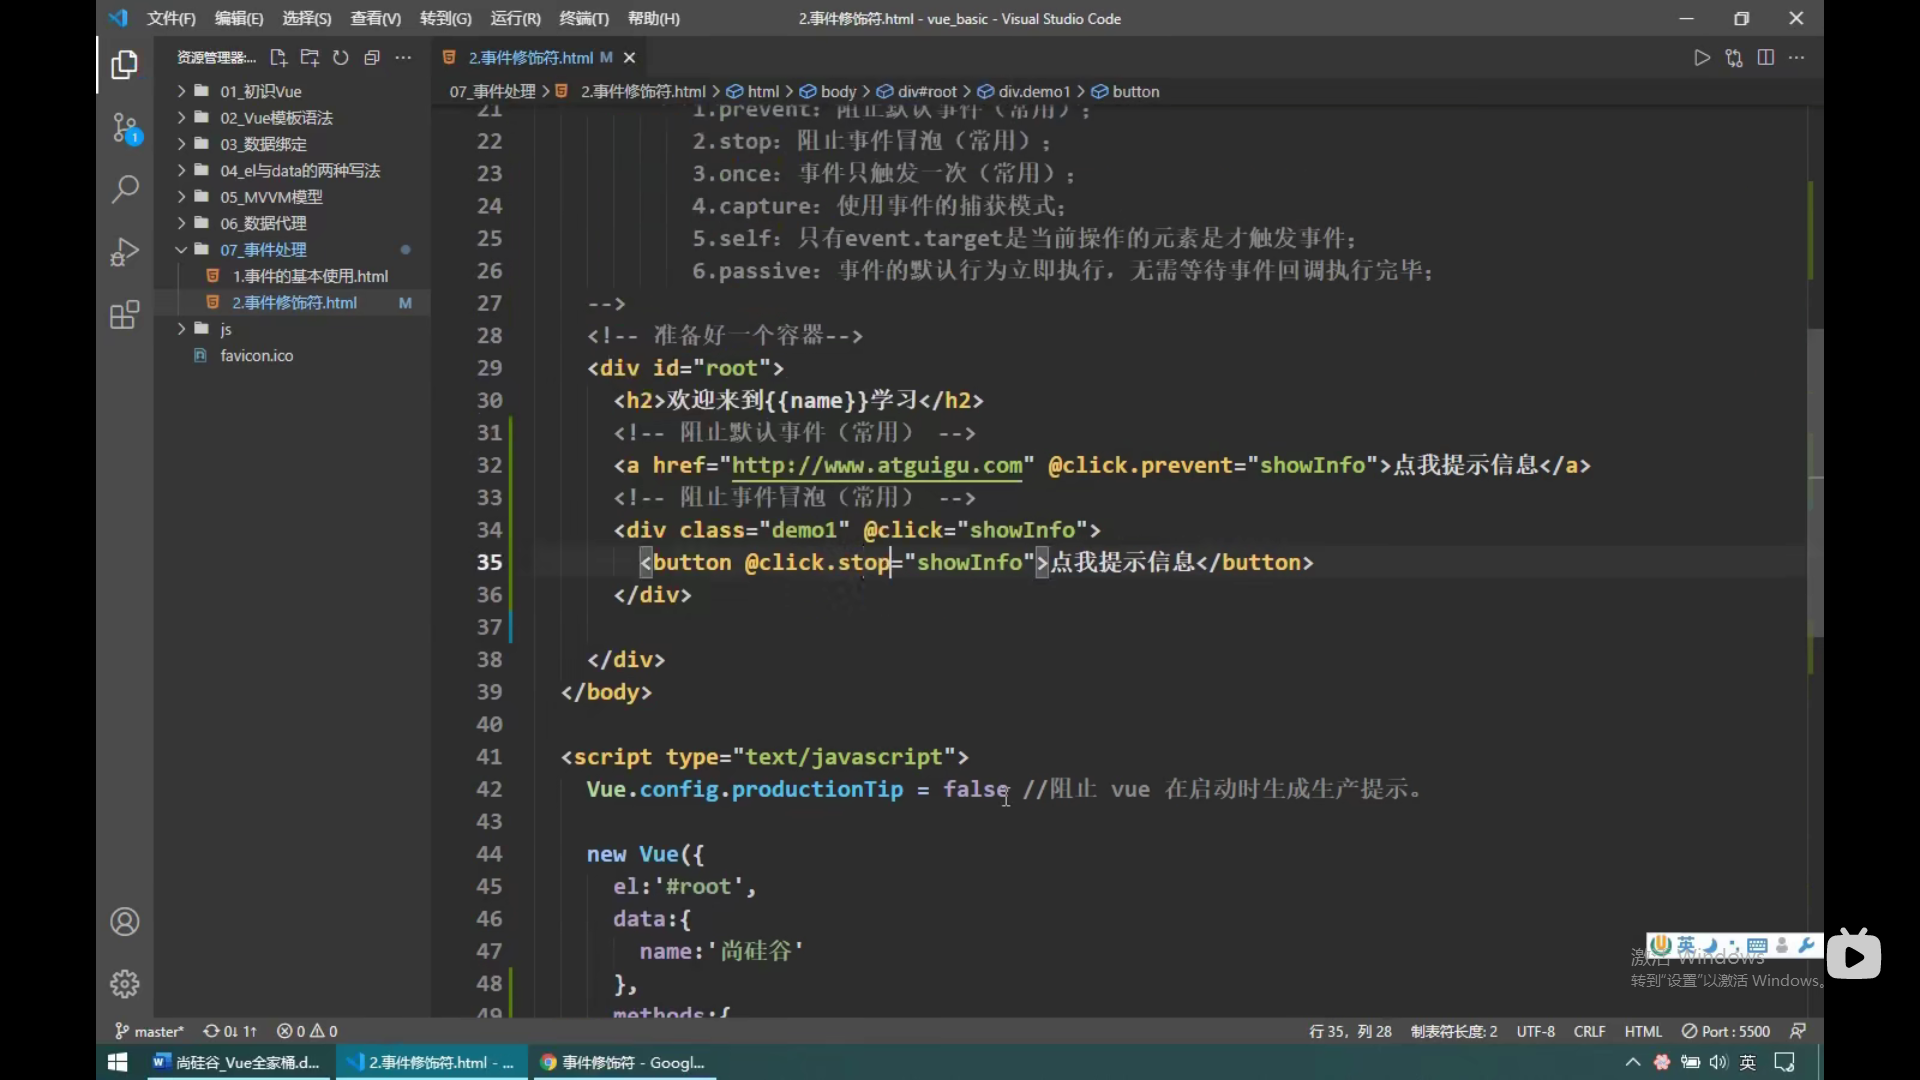 文件(F) 编辑(E) 选择(S) 查看(V) 转到(G) 运行(R) 终端(T) 帮助(H)
2.事件修饰符.html - vue_basic - Visual Studio Code
资源管理器:...
2.事件修饰符.html M
07_事件处理 > 2.事件修饰符.html > html > body > div#root > div.demo1 > button
1
01_初识Vue
02_Vue模板语法
03_数据绑定
04_el与data的两种写法
05_MVVM模型
06_数据代理
07_事件处理
1.事件的基本使用.html
2.事件修饰符.html M
js
favicon.ico
21 1.prevent: 阻止默认事件（常用）;
22 2.stop: 阻止事件冒泡（常用）;
23 3.once: 事件只触发一次（常用）;
24 4.capture: 使用事件的捕获模式;
25 5.self: 只有event.target是当前操作的元素是才触发事件;
26 6.passive: 事件的默认行为立即执行，无需等待事件回调执行完毕;
27 -->
28 <!-- 准备好一个容器-->
29 <div id="root">
30 <h2>欢迎来到{{name}}学习</h2>
31 <!-- 阻止默认事件（常用） -->
32 <a href="http://www.atguigu.com" @click.prevent="showInfo">点我提示信息</a>
33 <!-- 阻止事件冒泡（常用） -->
34 <div class="demo1" @click="showInfo">
35 <button @click.stop="showInfo">点我提示信息</button>
36 </div>
37
38 </div>
39 </body>
40
41 <script type="text/javascript">
42 Vue.config.productionTip = false //阻止 vue 在启动时生成生产提示。
43
44 new Vue({
45 el:'#root',
46 data:{
47 name:'尚硅谷'
48 },
49 methods:{
英
激活 Windows
转到"设置"以激活 Windows。
master* 0↓ 1↑ 0 0
行 35，列 28 制表符长度: 2 UTF-8 CRLF HTML Port : 5500
尚硅谷_Vue全家桶.d...
2.事件修饰符.html - ...
事件修饰符 - Googl...
英